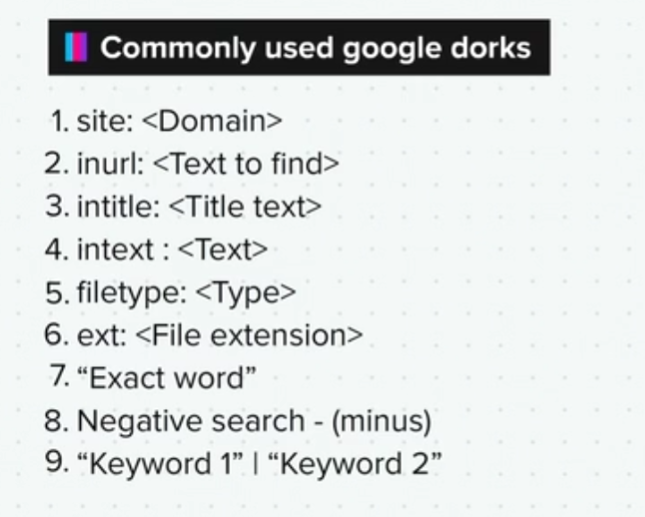 Commonly used google dorks
1. site: <Domain>
2. inurl: <Text to find>
3. intitle: <Title text>
4. intext : <Text>
5. filetype: <Type>
6. ext: <File extension>
7. “Exact word”
8. Negative search - (minus)
9. “Keyword 1” | “Keyword 2”